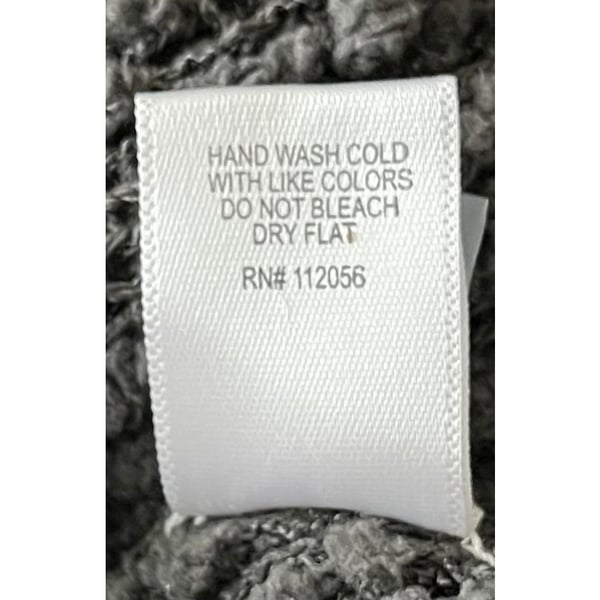 HAND WASH COLD
WITH LIKE COLORS
DO NOT BLEACH
DRY FLAT
RN# 112056